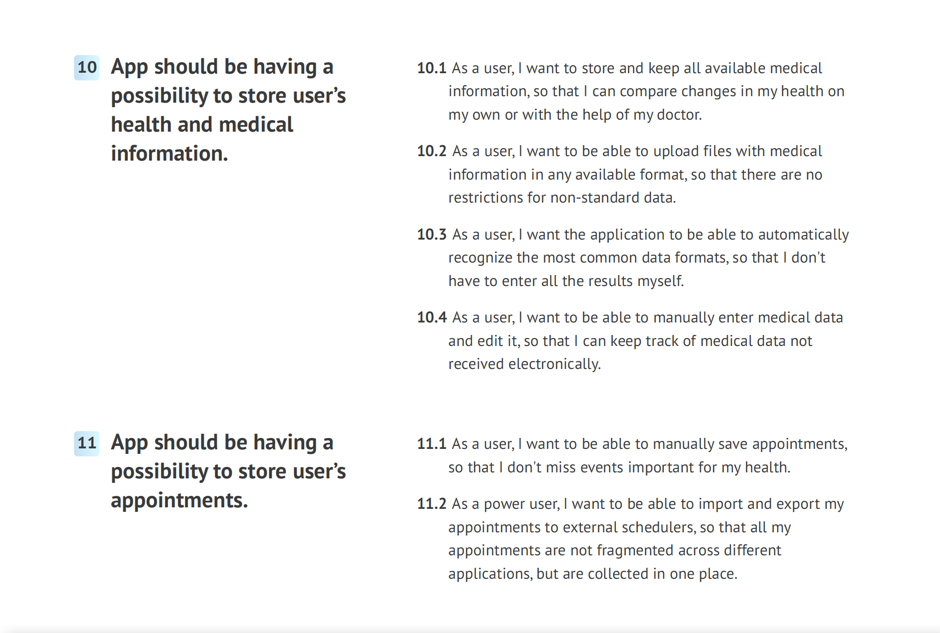 10 App should be having a
possibility to store user’s
health and medical
information.
10.1 As a user, I want to store and keep all available medical
information, so that I can compare changes in my health on
my own or with the help of my doctor.
10.2 As a user, I want to be able to upload files with medical
information in any available format, so that there are no
restrictions for non-standard data.
10.3 As a user, I want the application to be able to automatically
recognize the most common data formats, so that I don't
have to enter all the results myself.
10.4 As a user, I want to be able to manually enter medical data
and edit it, so that I can keep track of medical data not
received electronically.
11 App should be having a
possibility to store user’s
appointments.
11.1 As a user, I want to be able to manually save appointments,
so that I don't miss events important for my health.
11.2 As a power user, I want to be able to import and export my
appointments to external schedulers, so that all my
appointments are not fragmented across different
applications, but are collected in one place.